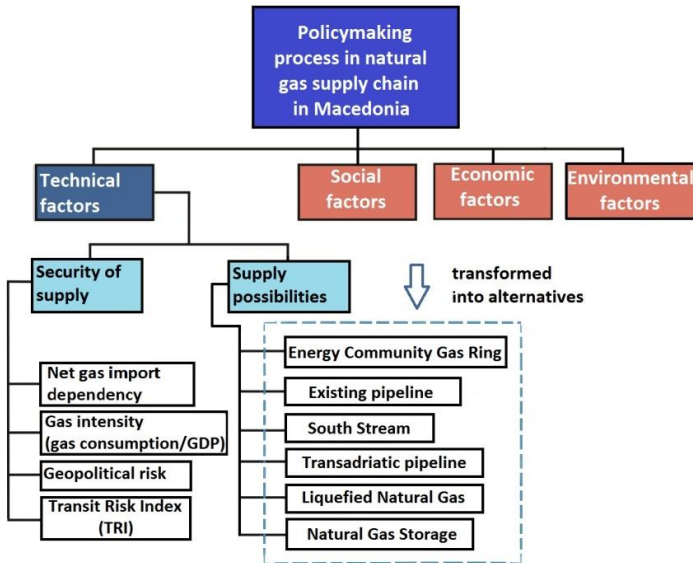 Policymaking
process in natural
gas supply chain
in Macedonia
Technical
factors
Social
factors
Economic
factors
Environmental
factors
Security of
supply
Supply
possibilities
transformed
into alternatives
Net gas import
dependency
Gas intensity
(gas consumption/GDP)
Geopolitical risk
Transit Risk Index
(TRI)
Energy Community Gas Ring
Existing pipeline
South Stream
Transadriatic pipeline
Liquefied Natural Gas
Natural Gas Storage